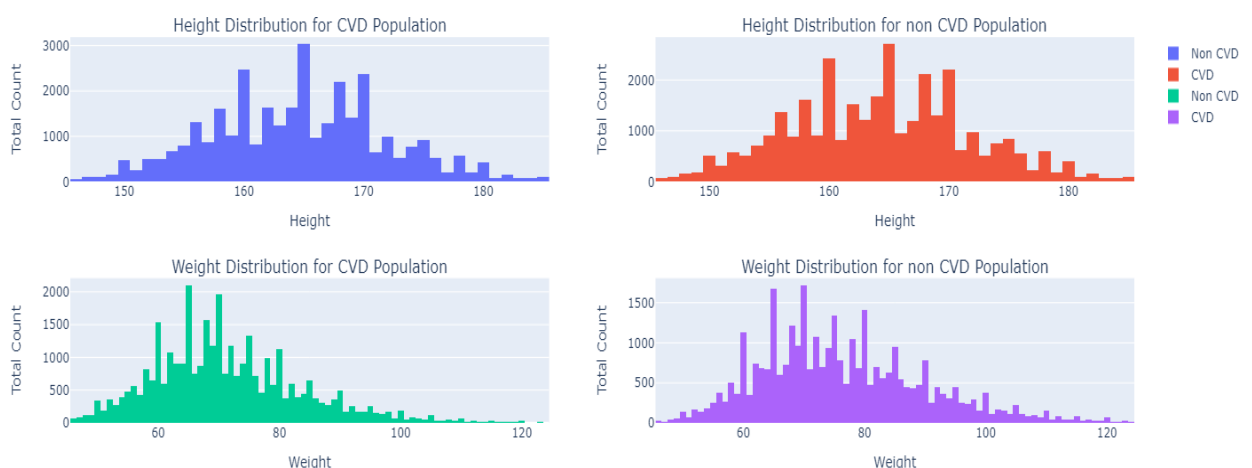 Height Distribution for CVD Population
Height Distribution for non CVD Population
Total Count
3000
2000
1000
0
150
160
170
180
Height
Total Count
2000
1000
0
150
160
170
180
Height
Non CVD
CVD
Non CVD
CVD
Weight Distribution for CVD Population
Weight Distribution for non CVD Population
Total Count
2000
1500
1000
500
0
60
80
100
120
Weight
Total Count
1500
1000
500
0
60
80
100
120
Weight